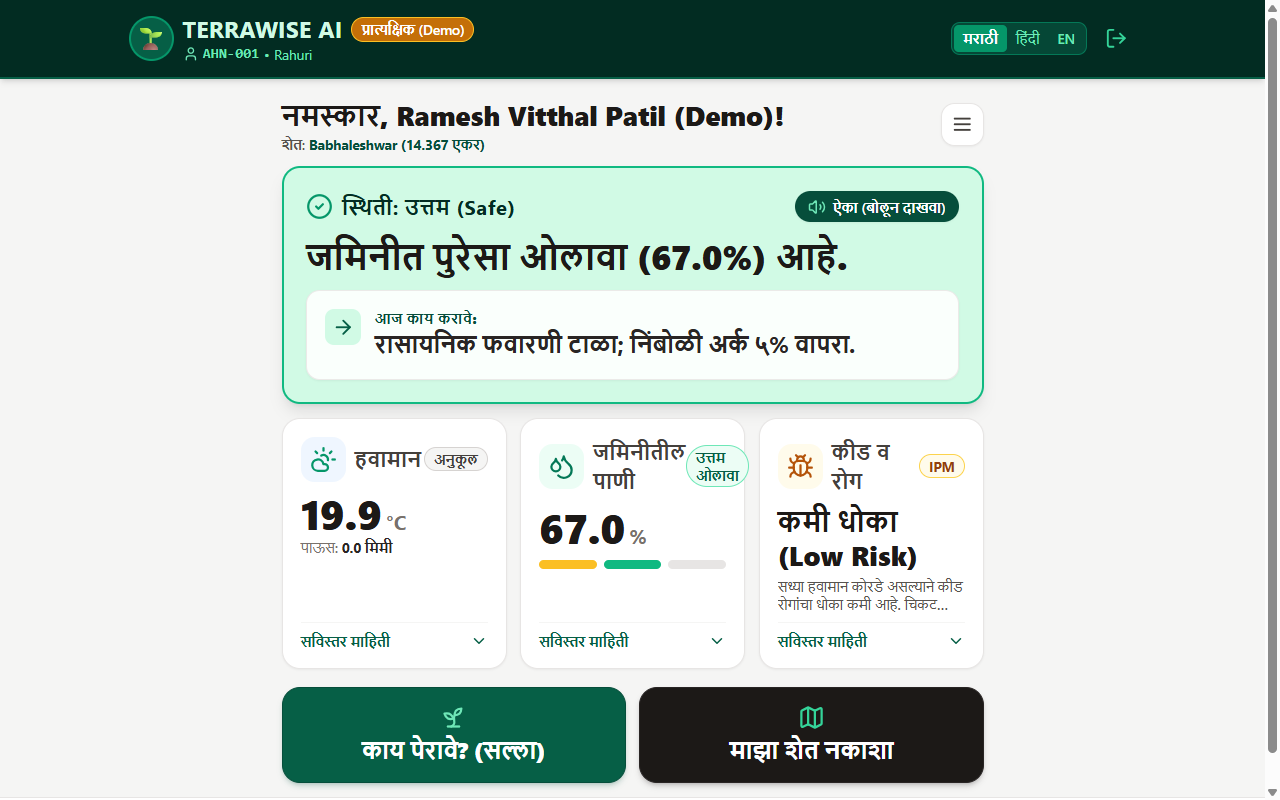 TERRAWISE AI
प्रात्यक्षिक (Demo)
AHN-001 • Rahuri
मराठी
हिंदी
EN
नमस्कार, Ramesh Vitthal Patil (Demo)!
शेत: Babhaleshwar (14.367 एकर)
स्थिती: उत्तम (Safe)
ऐका (बोलून दाखवा)
जमिनीत पुरेसा ओलावा (67.0%) आहे.
आज काय करावे:
रासायनिक फवारणी टाळा; निंबोळी अर्क ५% वापरा.
हवामान
अनुकूल
19.9 °C
पाऊस: 0.0 मिमी
सविस्तर माहिती
जमिनीतील
पाणी
उत्तम
ओलावा
67.0 %
सविस्तर माहिती
कीड व
रोग
IPM
कमी धोका
(Low Risk)
सध्या हवामान कोरडे असल्याने कीड
रोगांचा धोका कमी आहे. चिकट...
सविस्तर माहिती
काय पेरावे? (सल्ला)
माझा शेत नकाशा